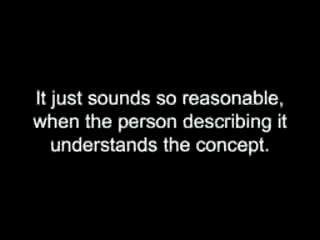 It just sounds so reasonable,
when the person describing it
understands the concept.